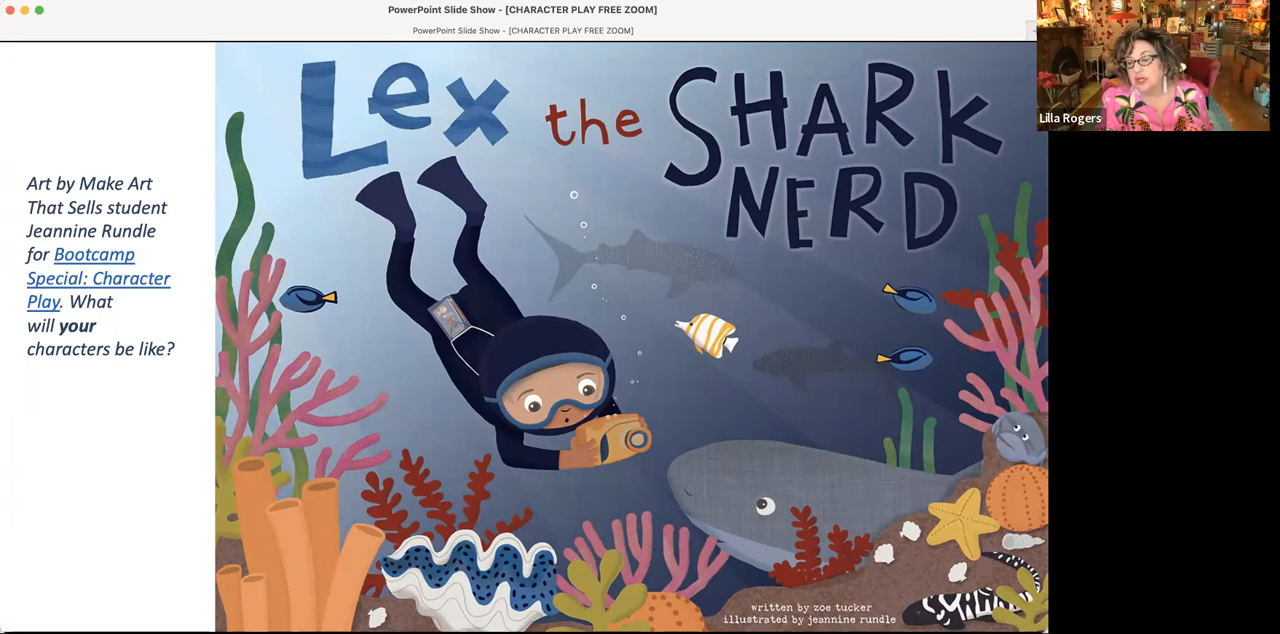 PowerPoint Slide Show - [CHARACTER PLAY FREE ZOOM]
PowerPoint Slide Show - [CHARACTER PLAY FREE ZOOM]
Lilla Rogers
Art by Make Art
That Sells student
Jeannine Rundle
for Bootcamp
Special: Character
Play. What
will your
characters be like?
Lex the SHARK
NERD
written by zoe tucker
illustrated by jeannine rundle